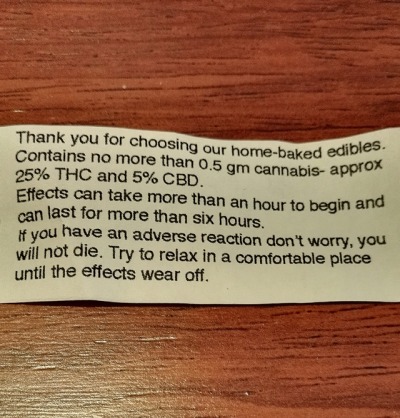 Thank you for choosing our home-baked edibles.
Contains no more than 0.5 gm cannabis- approx
25% THC and 5% CBD.
Effects can take more than an hour to begin and
can last for more than six hours.
If you have an adverse reaction don't worry, you
will not die. Try to relax in a comfortable place
until the effects wear off.